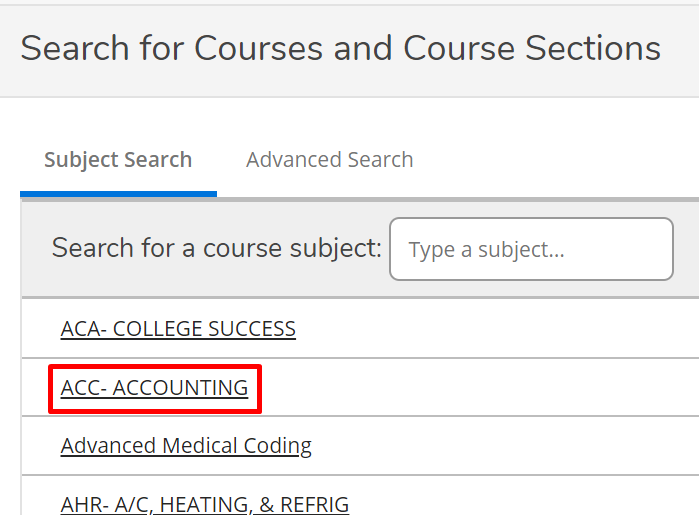 Search for Courses and Course Sections
Subject Search Advanced Search
Search for a course subject: Type a subject...
ACA- COLLEGE SUCCESS
ACC- ACCOUNTING
Advanced Medical Coding
AHR- A/C, HEATING, & REFRIG